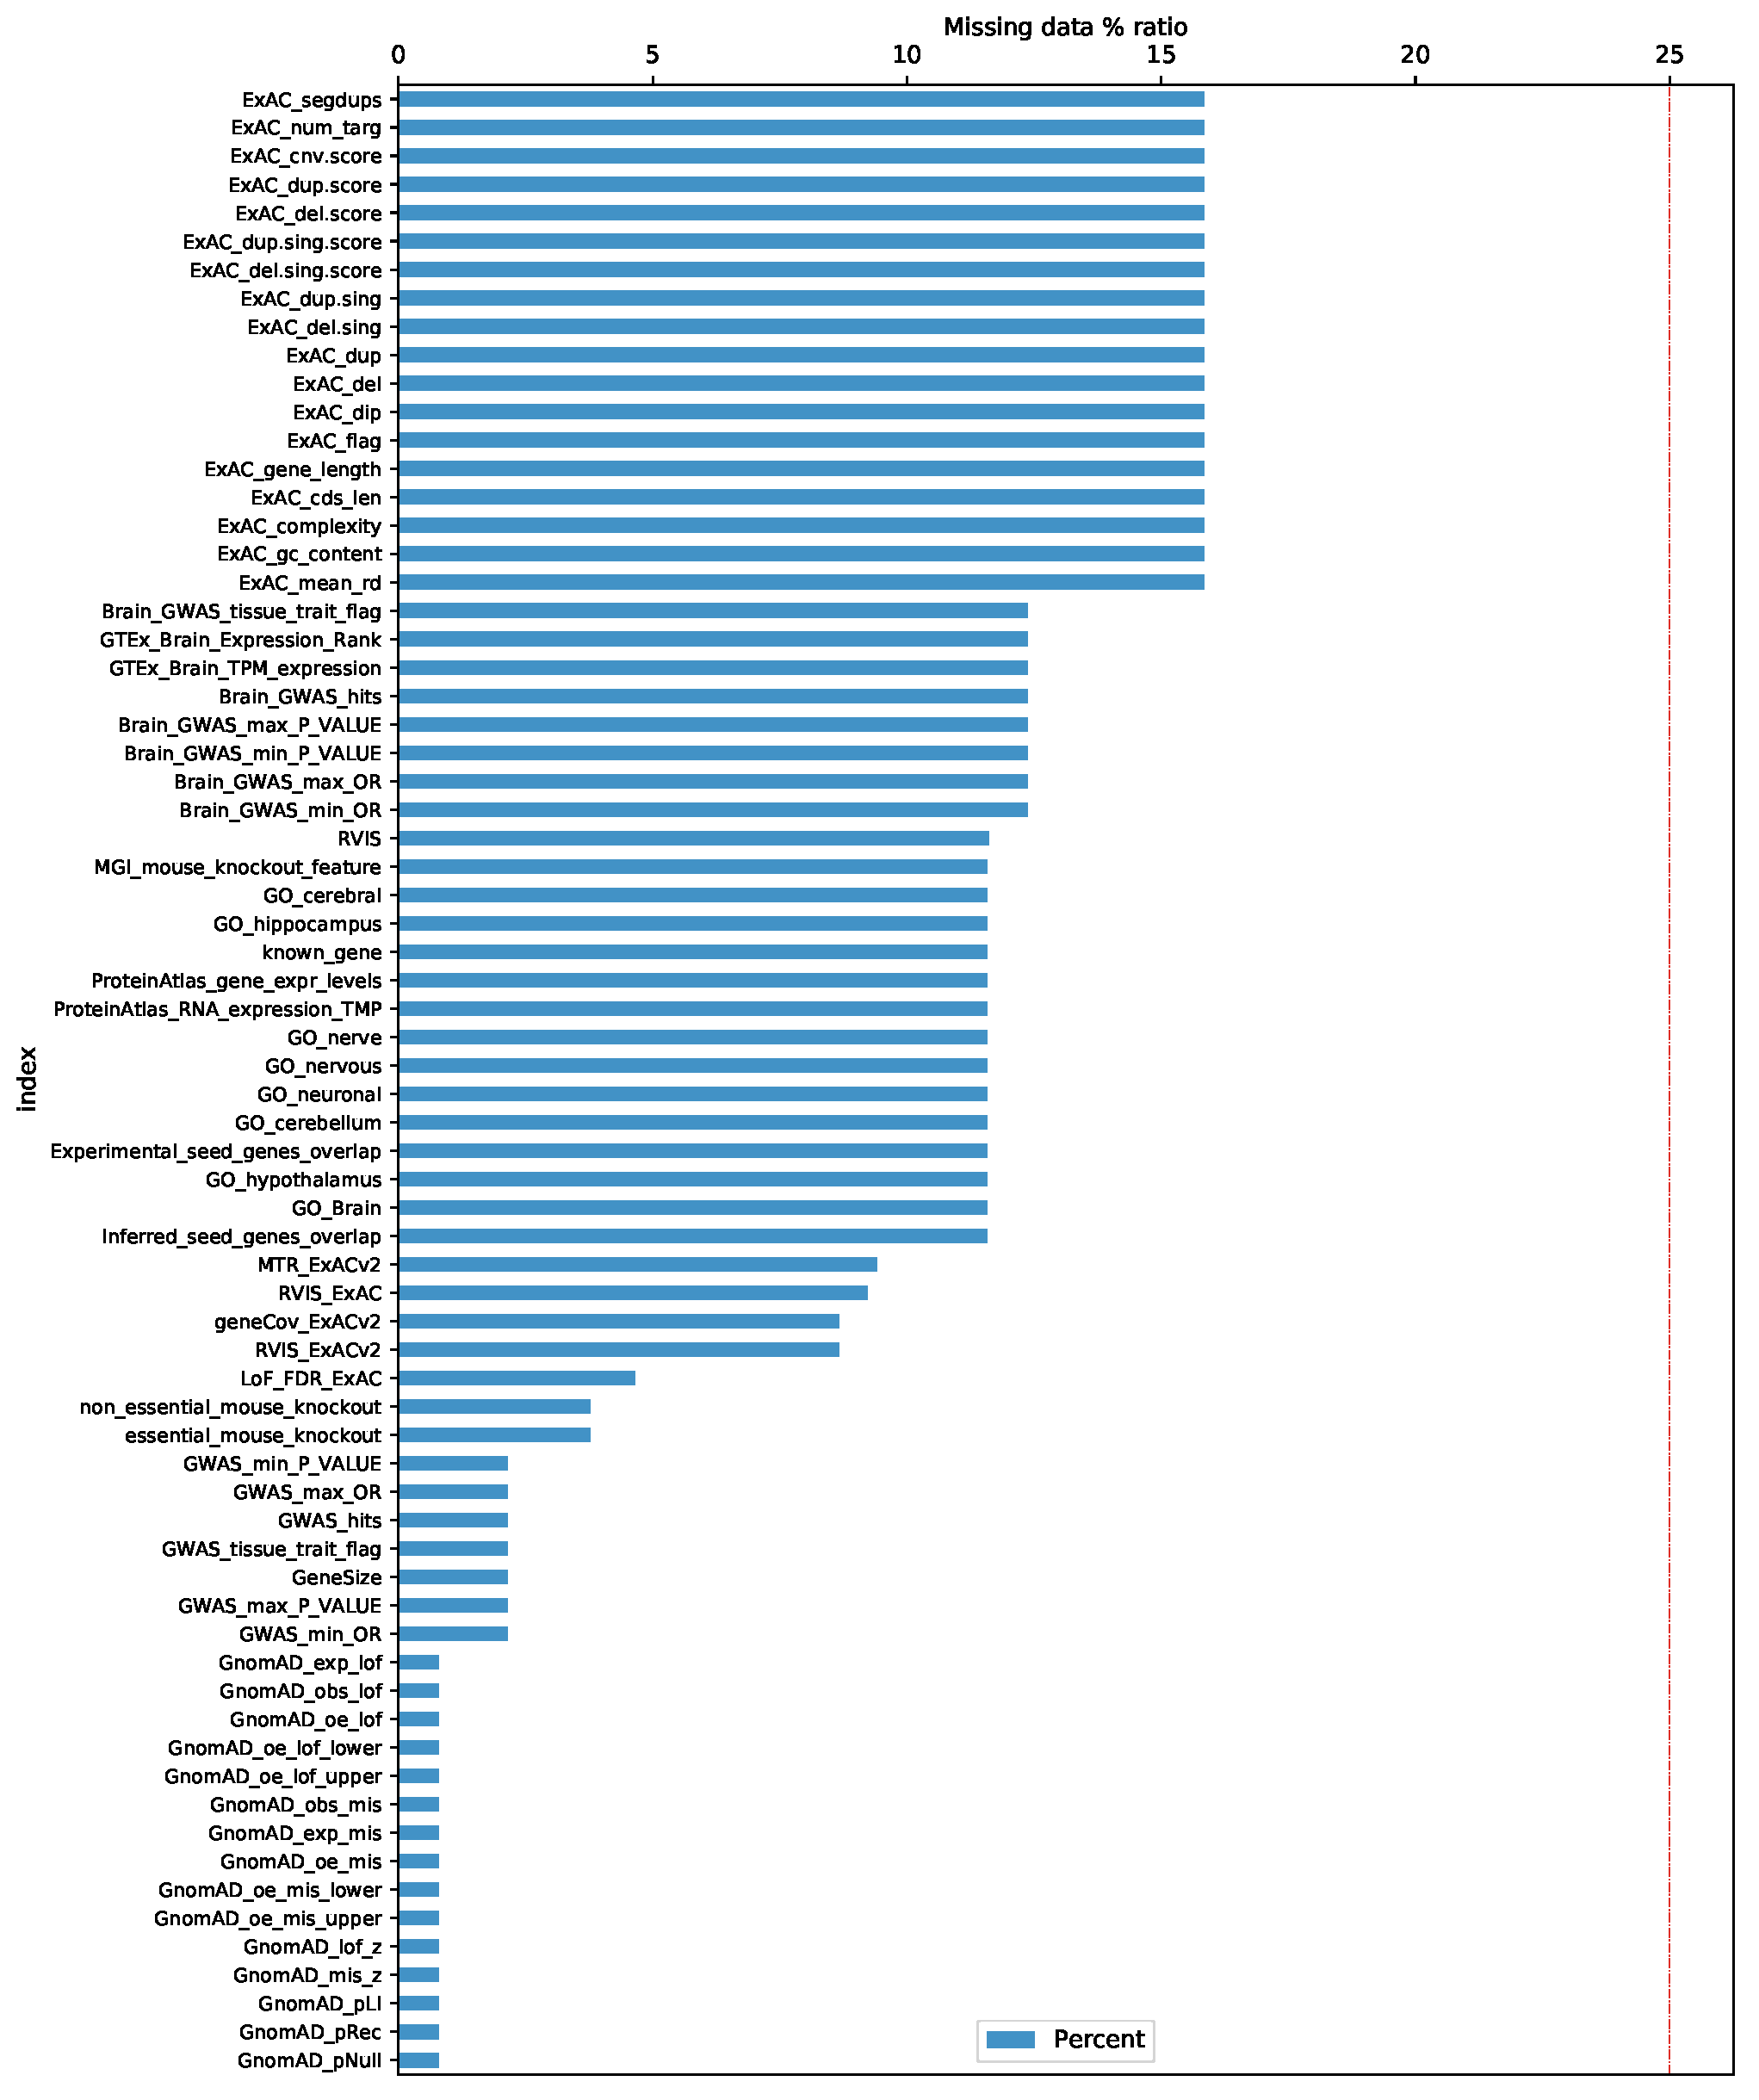 Missing data % ratio
0 5 10 15 20 25
ExAC_segdups
ExAC_num_targ
ExAC_cnv.score
ExAC_dup.score
ExAC_del.score
ExAC_dup.sing.score
ExAC_del.sing.score
ExAC_dup.sing
ExAC_del.sing
ExAC_dup
ExAC_del
ExAC_dip
ExAC_flag
ExAC_gene_length
ExAC_cds_len
ExAC_complexity
ExAC_gc_content
ExAC_mean_rd
Brain_GWAS_tissue_trait_flag
GTEx_Brain_Expression_Rank
GTEx_Brain_TPM_expression
Brain_GWAS_hits
Brain_GWAS_max_P_VALUE
Brain_GWAS_min_P_VALUE
Brain_GWAS_max_OR
Brain_GWAS_min_OR
RVIS
MGI_mouse_knockout_feature
GO_cerebral
GO_hippocampus
known_gene
ProteinAtlas_gene_expr_levels
ProteinAtlas_RNA_expression_TMP
GO_nerve
GO_nervous
GO_neuronal
GO_cerebellum
Experimental_seed_genes_overlap
GO_hypothalamus
GO_Brain
Inferred_seed_genes_overlap
MTR_ExACv2
RVIS_ExAC
geneCov_ExACv2
RVIS_ExACv2
LoF_FDR_ExAC
non_essential_mouse_knockout
essential_mouse_knockout
GWAS_min_P_VALUE
GWAS_max_OR
GWAS_hits
GWAS_tissue_trait_flag
GeneSize
GWAS_max_P_VALUE
GWAS_min_OR
GnomAD_exp_lof
GnomAD_obs_lof
GnomAD_oe_lof
GnomAD_oe_lof_lower
GnomAD_oe_lof_upper
GnomAD_obs_mis
GnomAD_exp_mis
GnomAD_oe_mis
GnomAD_oe_mis_lower
GnomAD_oe_mis_upper
GnomAD_lof_z
GnomAD_mis_z
GnomAD_pLI
GnomAD_pRec
GnomAD_pNull
index
Percent